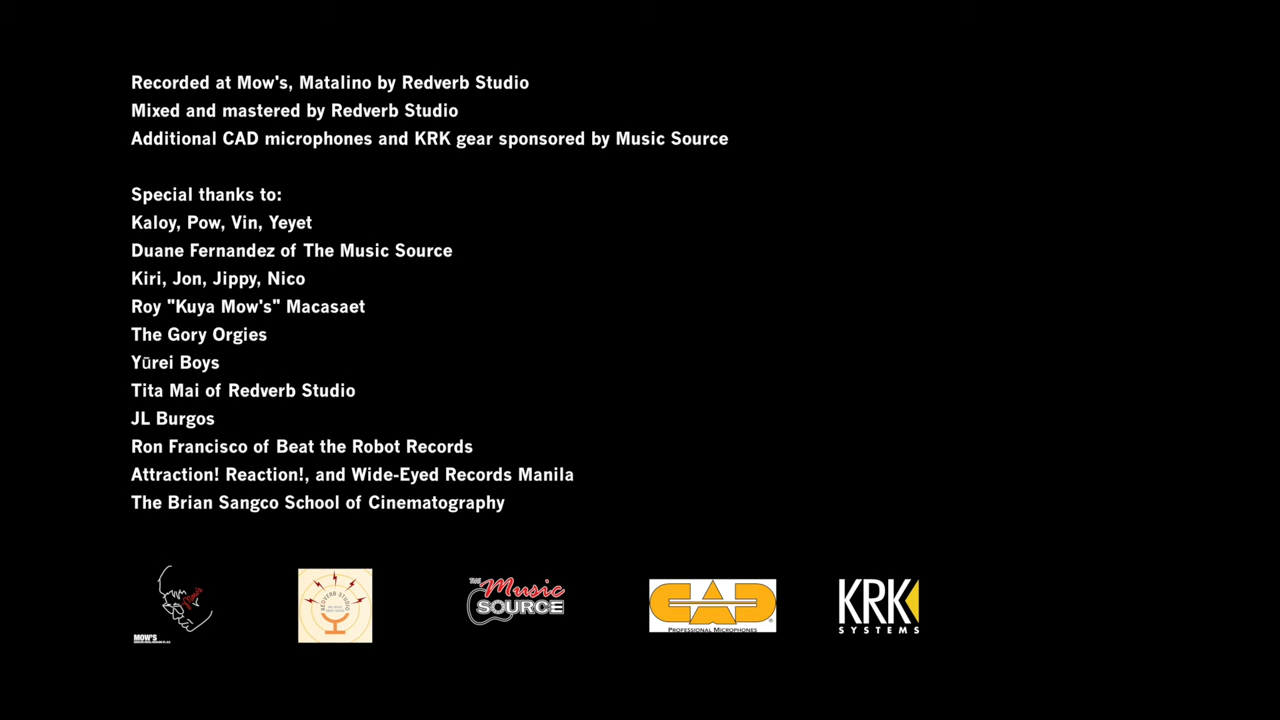 Recorded at Mow's, Matalino by Redverb Studio
Mixed and mastered by Redverb Studio
Additional CAD microphones and KRK gear sponsored by Music Source
Special thanks to:
Kaloy, Pow, Vin, Yeyet
Duane Fernandez of The Music Source
Kiri, Jon, Jippy, Nico
Roy "Kuya Mow's" Macasaet
The Gory Orgies
Yūrei Boys
Tita Mai of Redverb Studio
JL Burgos
Ron Francisco of Beat the Robot Records
Attraction! Reaction!, and Wide-Eyed Records Manila
The Brian Sangco School of Cinematography
Mow's
MOW'S
REDVERB STUDIO
THE Music SOURCE
CAD
PROFESSIONAL MICROPHONES
KRK
SYSTEMS